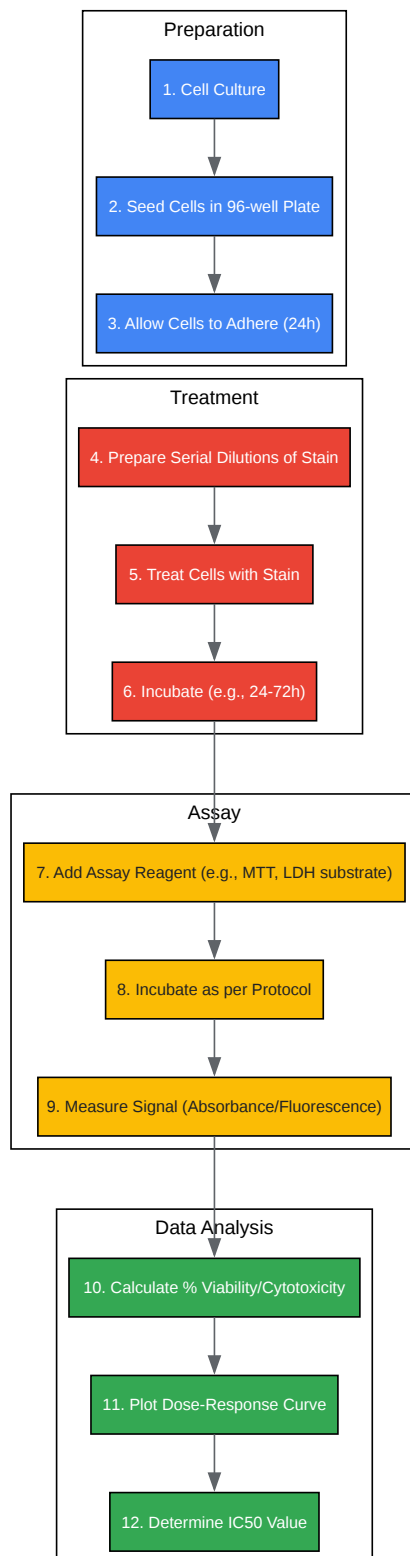 Preparation
1. Cell Culture
2. Seed Cells in 96-well Plate
3. Allow Cells to Adhere (24h)
Treatment
4. Prepare Serial Dilutions of Stain
5. Treat Cells with Stain
6. Incubate (e.g., 24-72h)
Assay
7. Add Assay Reagent (e.g., MTT, LDH substrate)
8. Incubate as per Protocol
9. Measure Signal (Absorbance/Fluorescence)
Data Analysis
10. Calculate % Viability/Cytotoxicity
11. Plot Dose-Response Curve
12. Determine IC50 Value